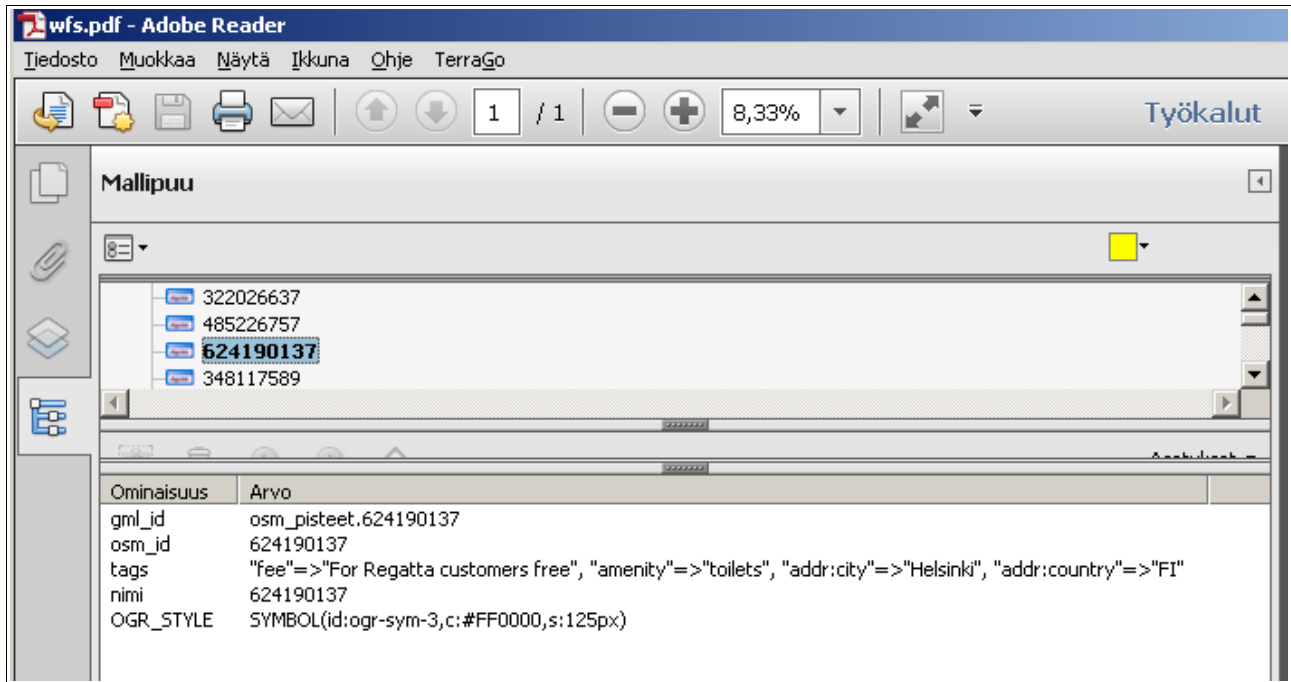 wfs.pdf - Adobe Reader
Tiedosto Muokkaa Näytä Ikkuna Ohje TerraGo
1 / 1 8,33% Työkalut
Mallipuu
322026637
485226757
624190137
348117589
Ominaisuus Arvo
gml_id osm_pisteet.624190137
osm_id 624190137
tags "fee"=>"For Regatta customers free", "amenity"=>"toilets", "addr:city"=>"Helsinki", "addr:country"=>"FI"
nimi 624190137
OGR_STYLE SYMBOL(id:ogr-sym-3,c:#FF0000,s:125px)